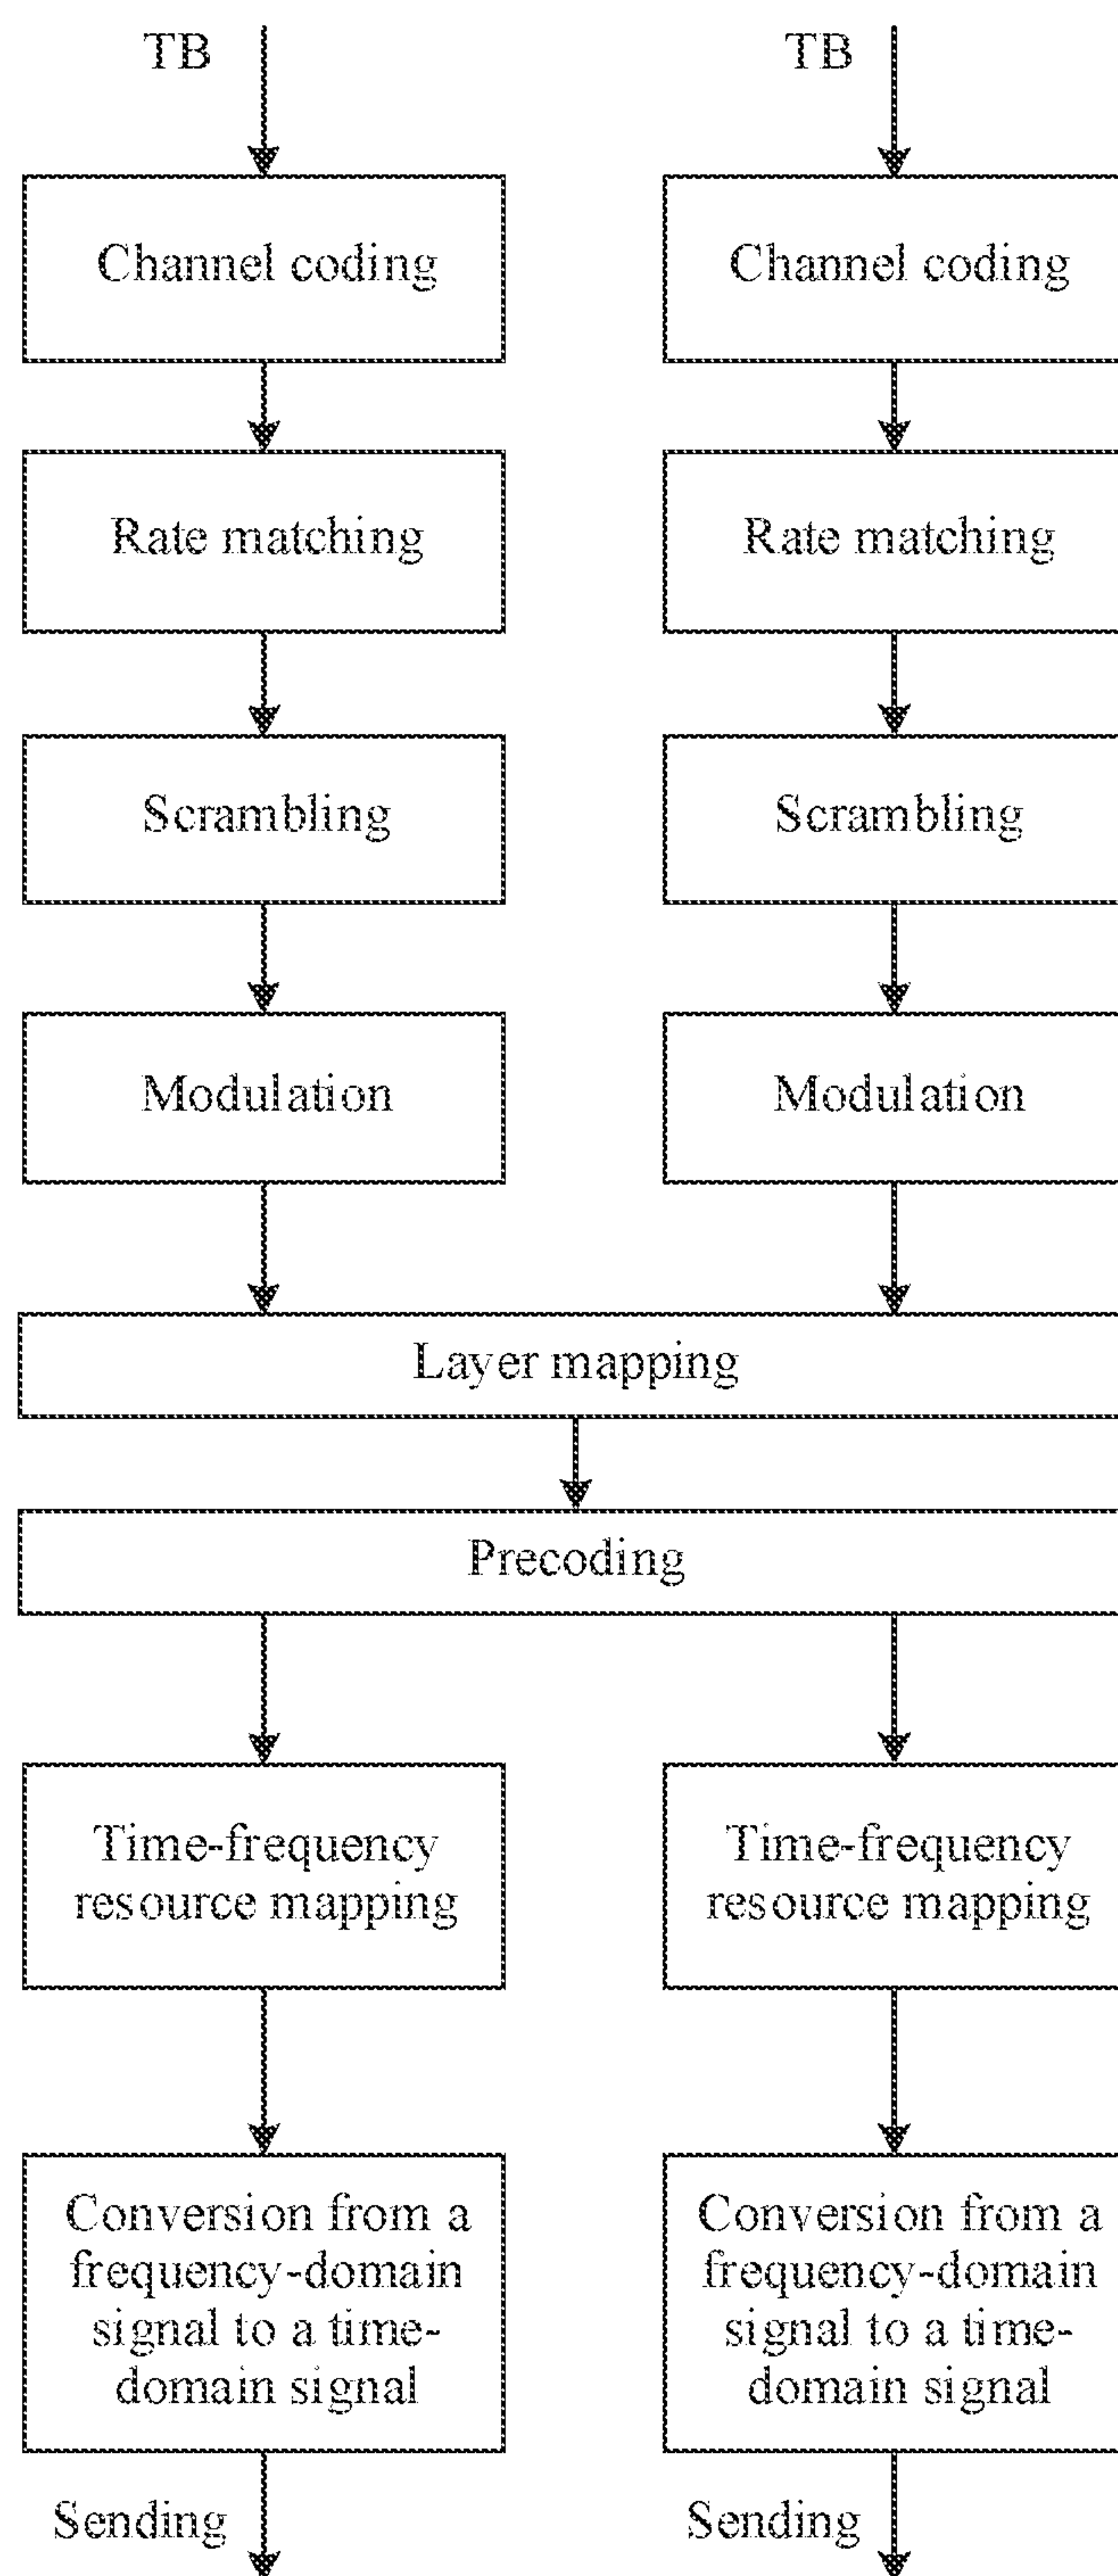 TB TB
Channel coding Channel coding
Rate matching Rate matching
Scrambling Scrambling
Modulation Modulation
Layer mapping
Precoding
Time-frequency Time-frequency
resource mapping resource mapping
Conversion from a Conversion from a
frequency-domain frequency-domain
signal to a time- signal to a time-
domain signal domain signal
Sending Sending